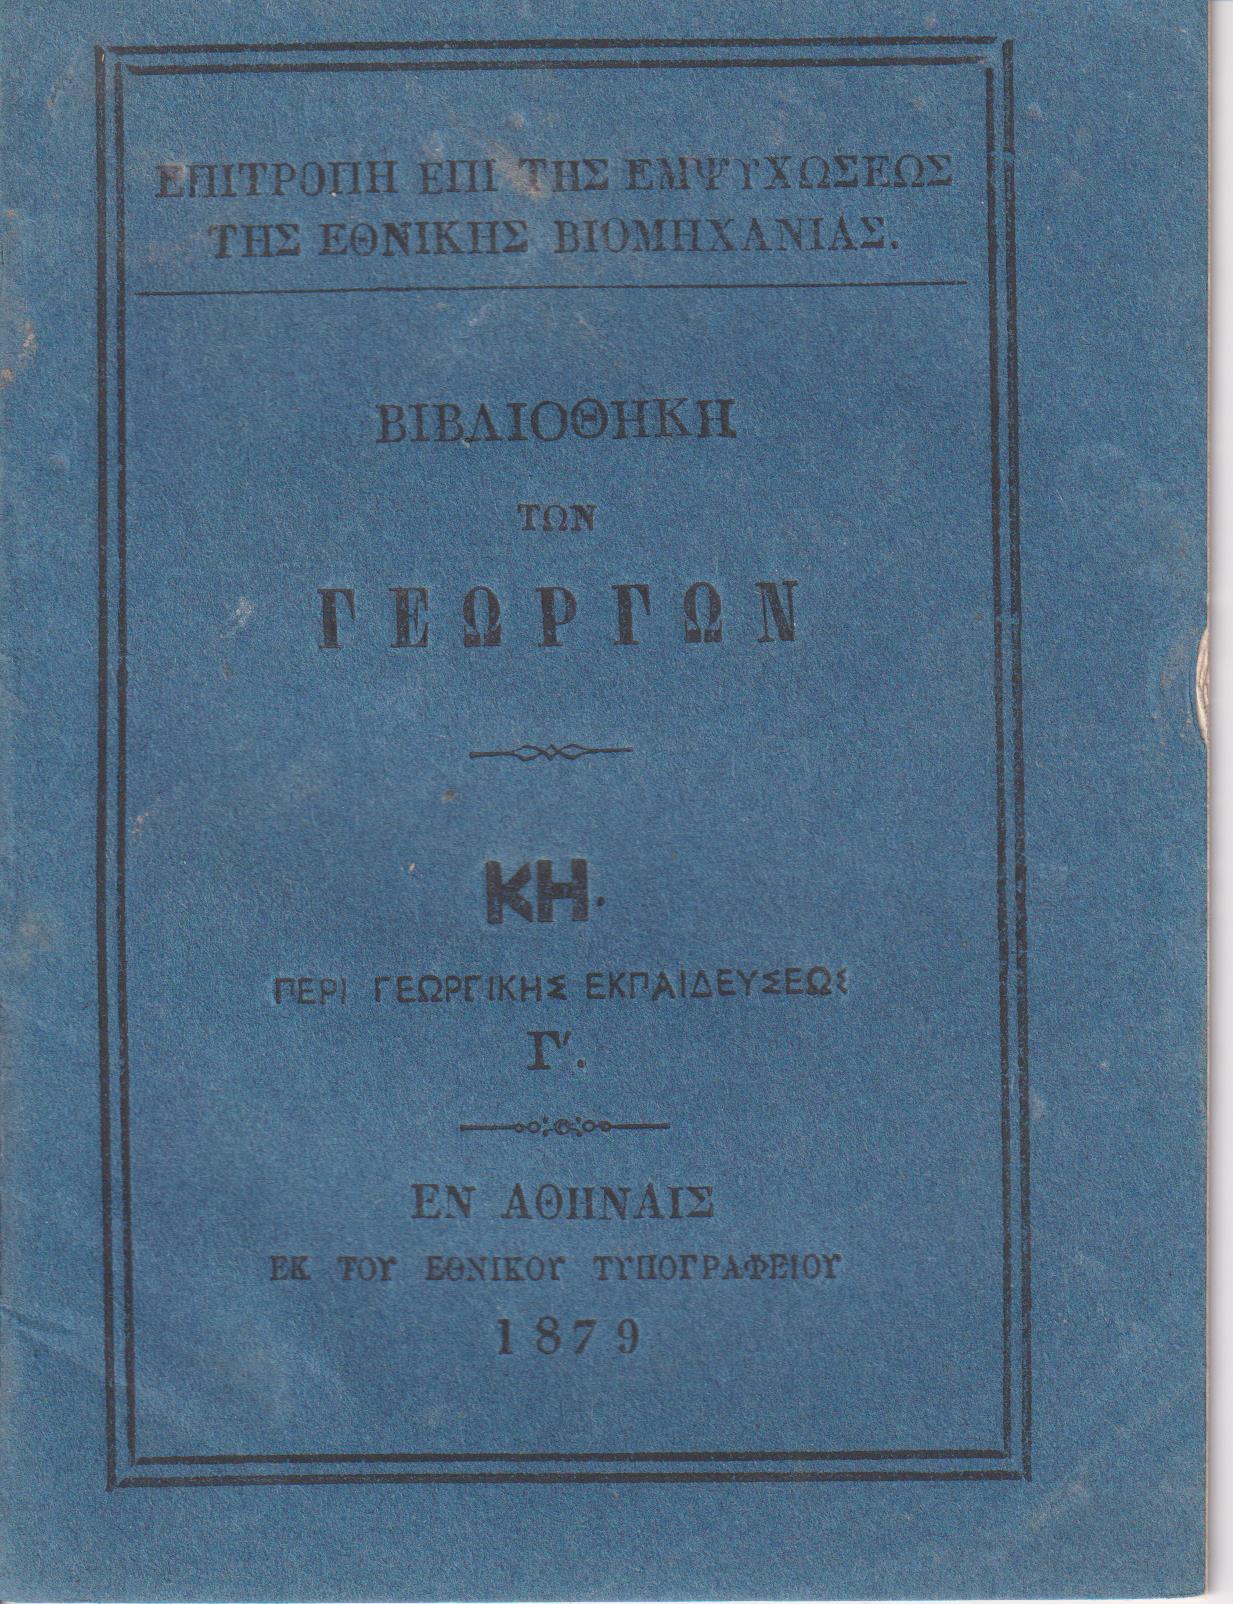 ΕΠΙΤΡΟΠΗ ΕΠΙ ΤΗΣ ΕΜΨΥΧΩΣΕΩΣ
ΤΗΣ ΕΘΝΙΚΗΣ ΒΙΟΜΗΧΑΝΙΑΣ.
ΒΙΒΛΙΟΘΗΚΗ
ΤΩΝ
ΓΕΩΡΓΩΝ
ΚΗ.
ΠΕΡΙ ΓΕΩΡΓΙΚΗΣ ΕΚΠΑΙΔΕΥΣΕΩΣ
Γ'.
ΕΝ ΑΘΗΝΑΙΣ
ΕΚ ΤΟΥ ΕΘΝΙΚΟΥ ΤΥΠΟΓΡΑΦΕΙΟΥ
1879